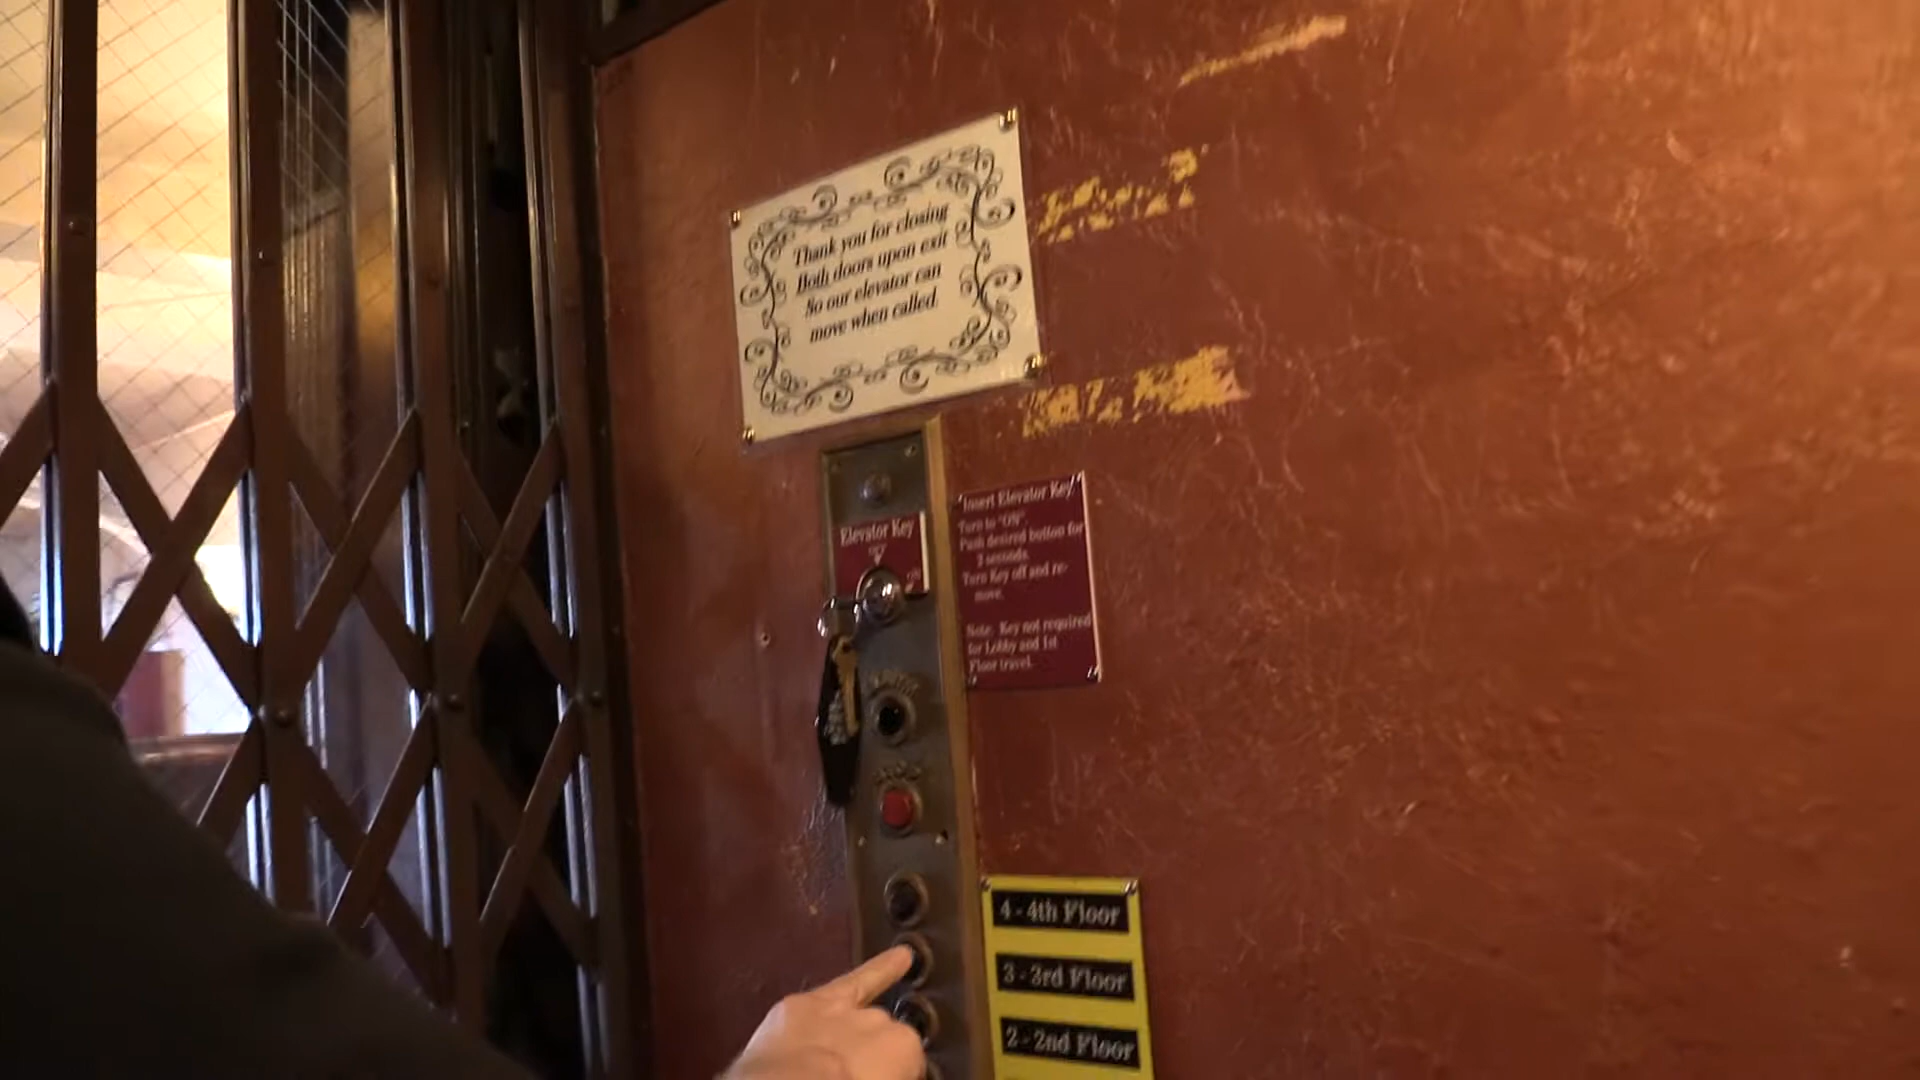 Thank you for closing
Both doors upon exit
So our elevator can
move when called.
Elevator Key
OFF
ON
Insert Elevator Key
Turn to "ON"
Push desired button for
3 seconds.
Turn Key off and re-
move.
Note: Key not required
for Lobby and 1st
Floor travel.
4 - 4th Floor
3 - 3rd Floor
2 - 2nd Floor